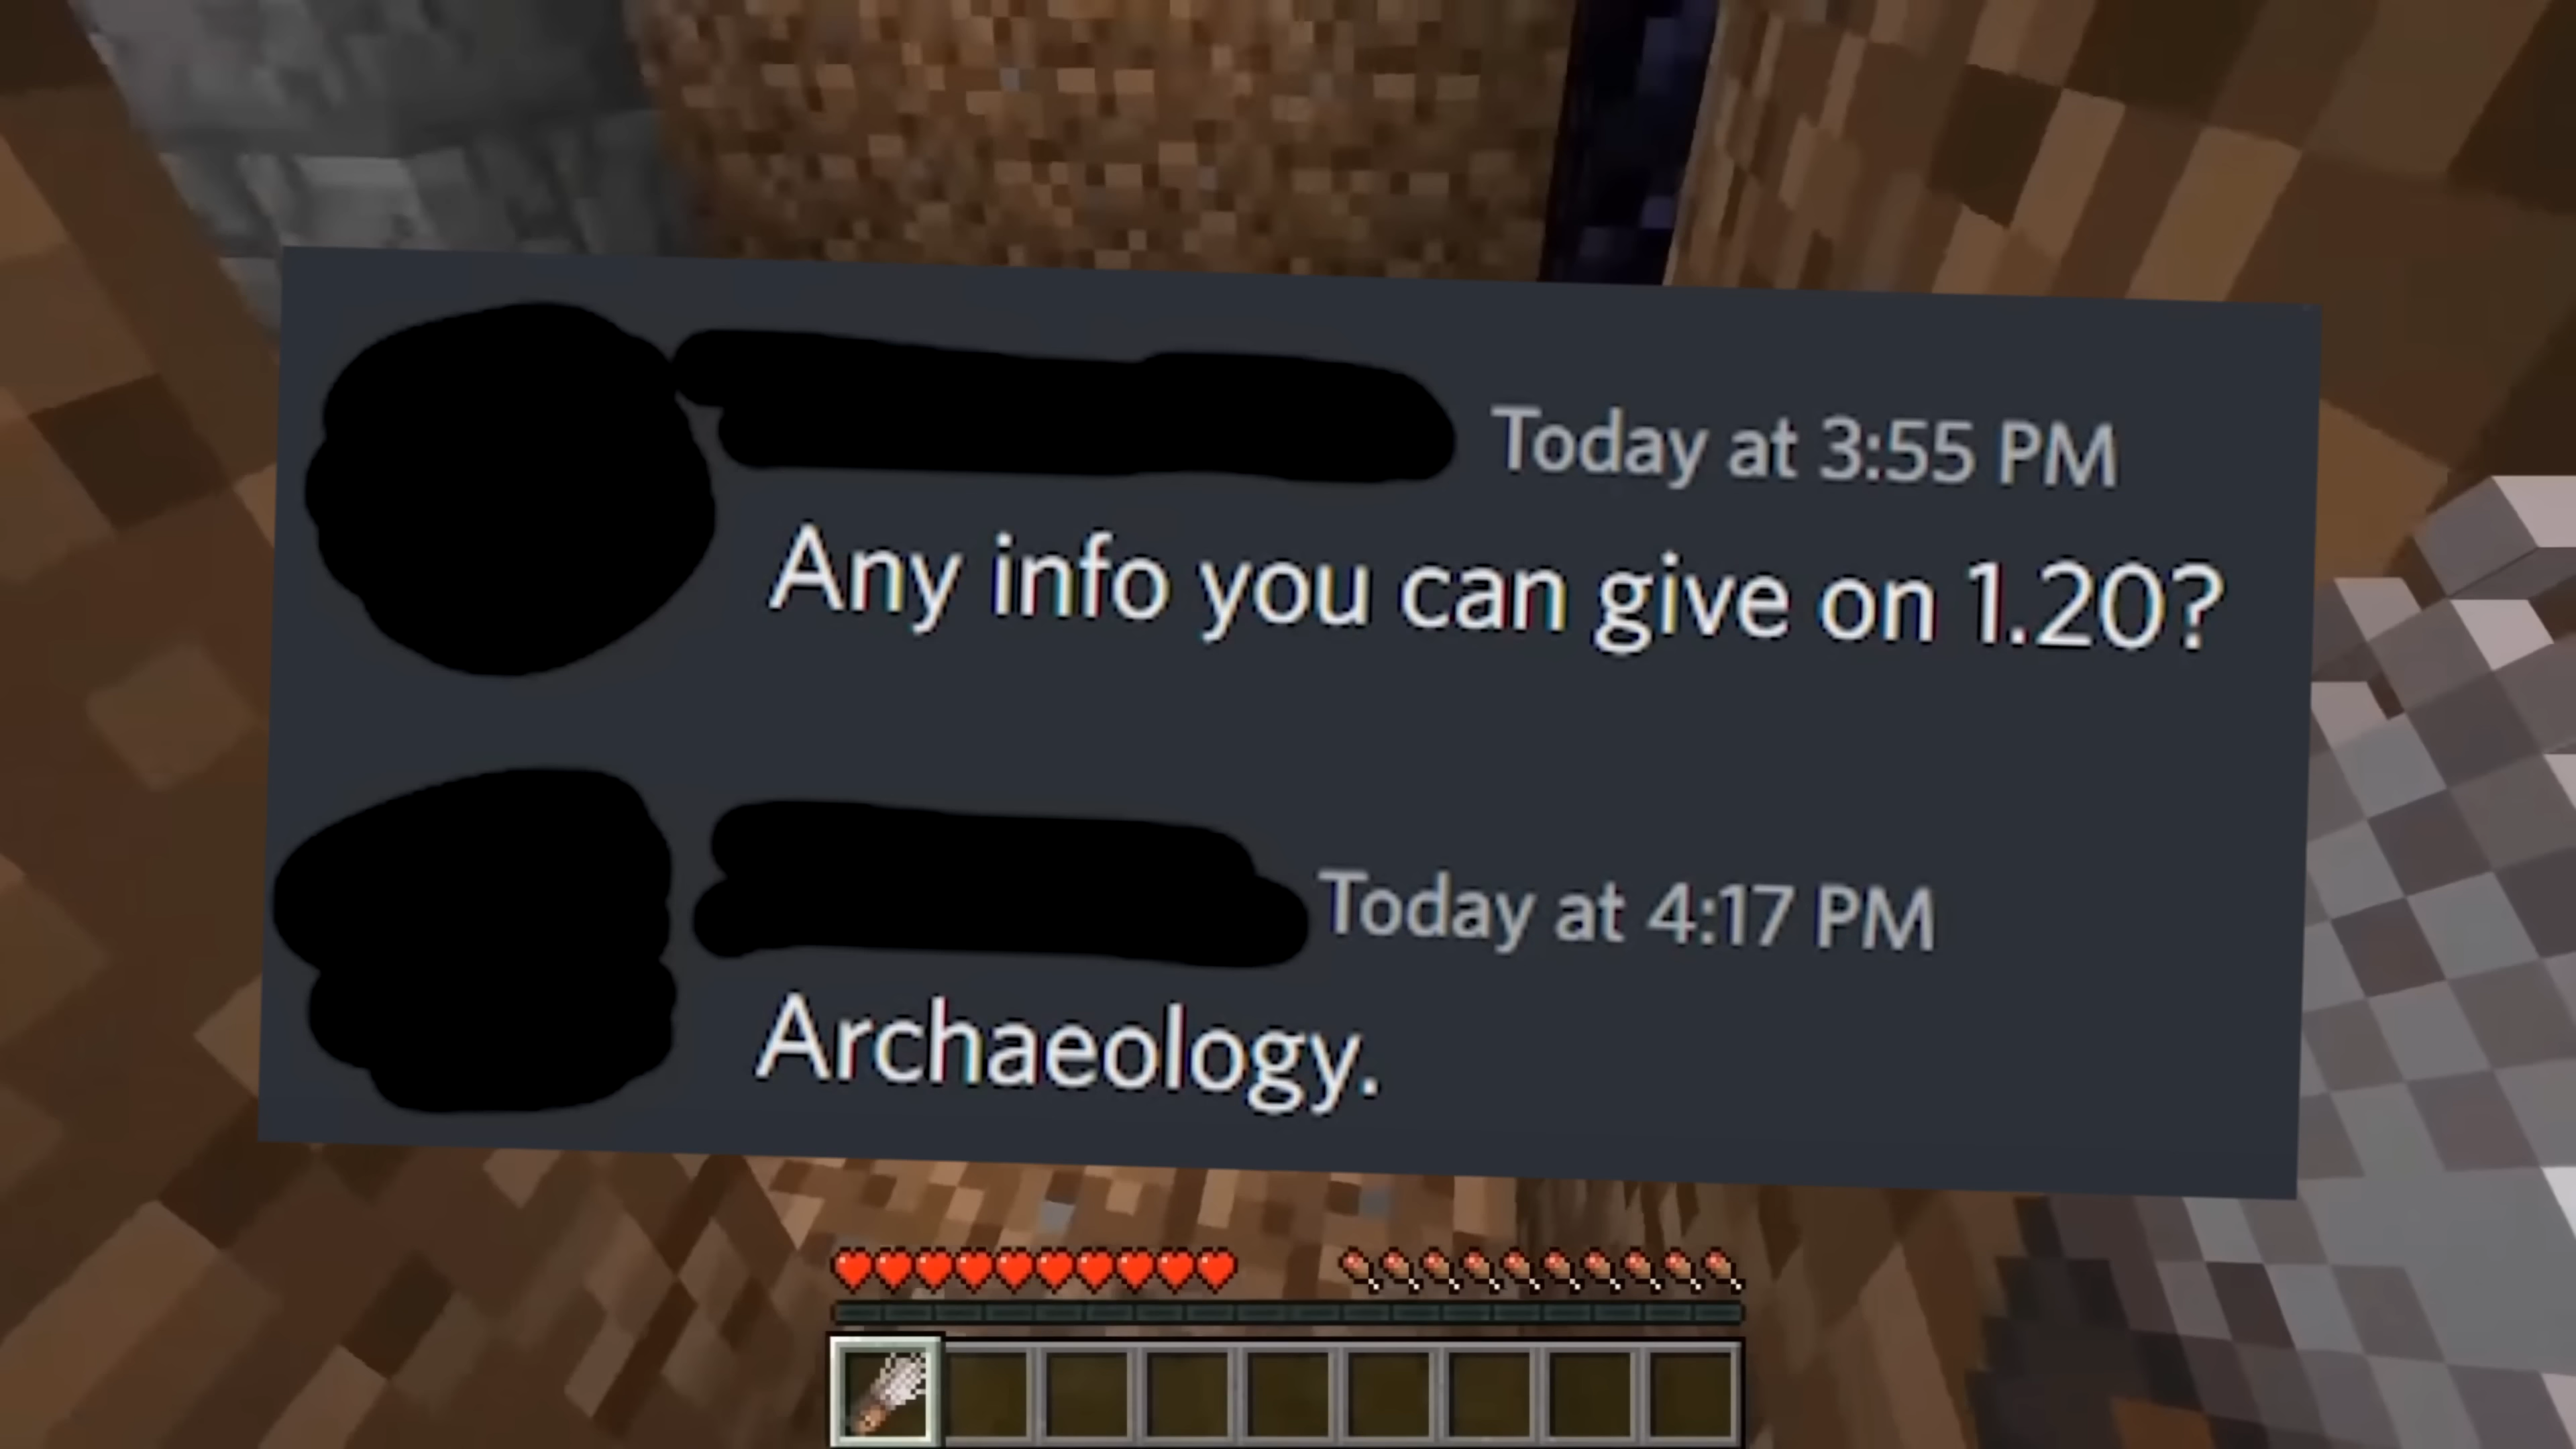 Today at 3:55 PM
Any info you can give on 1.20?
Today at 4:17 PM
Archaeology.